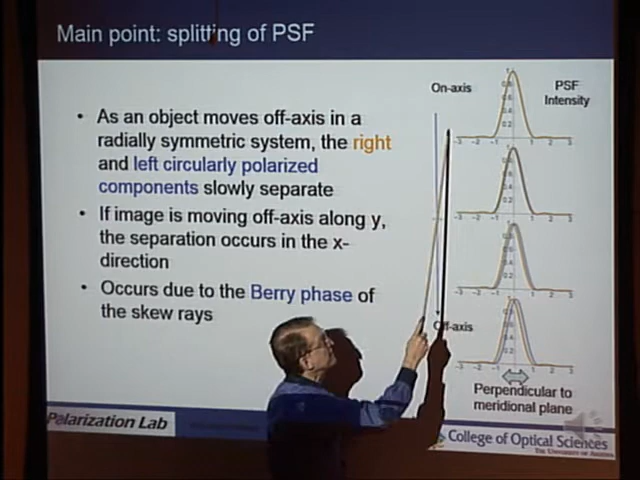 Main point: splitting of PSF
• As an object moves off-axis in a
radially symmetric system, the right
and left circularly polarized
components slowly separate
• If image is moving off-axis along y,
the separation occurs in the x-
direction
• Occurs due to the Berry phase of
the skew rays
On-axis
PSF
Intensity
Off-axis
Perpendicular to
meridional plane
Polarization Lab
College of Optical Sciences